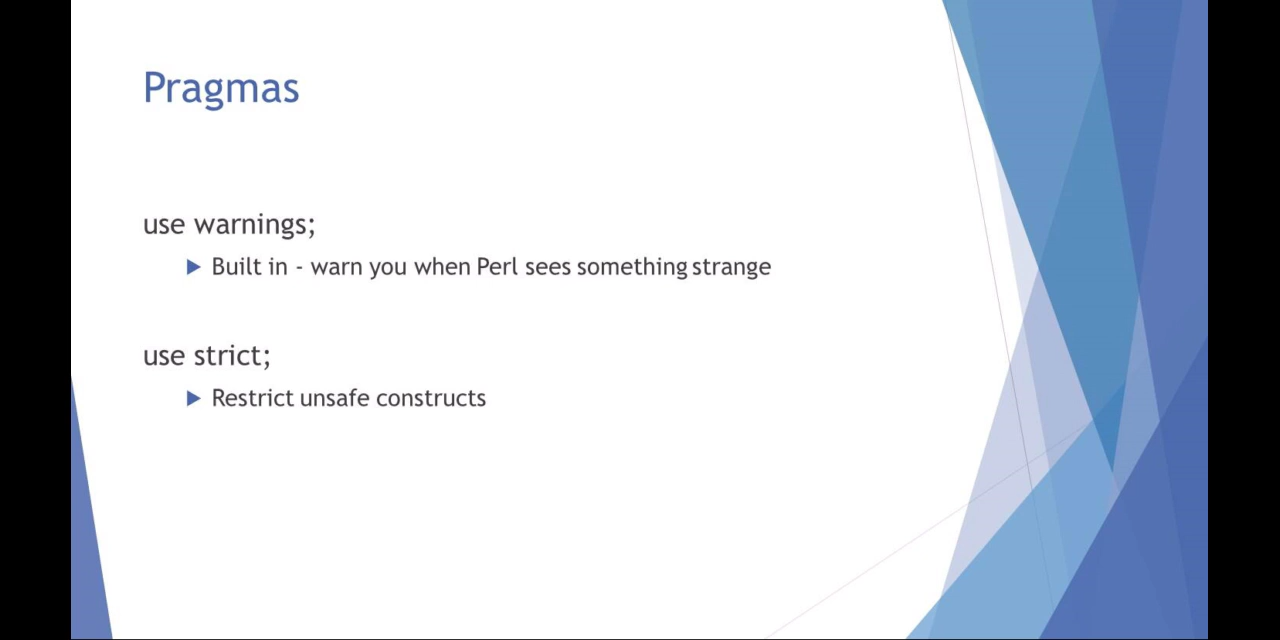 Pragmas
use warnings;
Built in - warn you when Perl sees something strange
use strict;
Restrict unsafe constructs